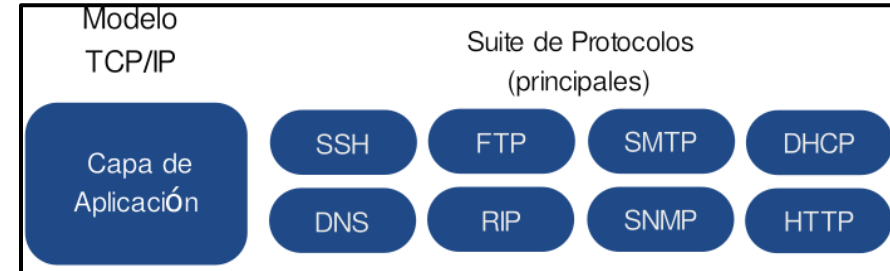 Modelo
TCP/IP
Suite de Protocolos
(principales)
Capa de
Aplicación
SSH FTP SMTP DHCP
DNS RIP SNMP HTTP